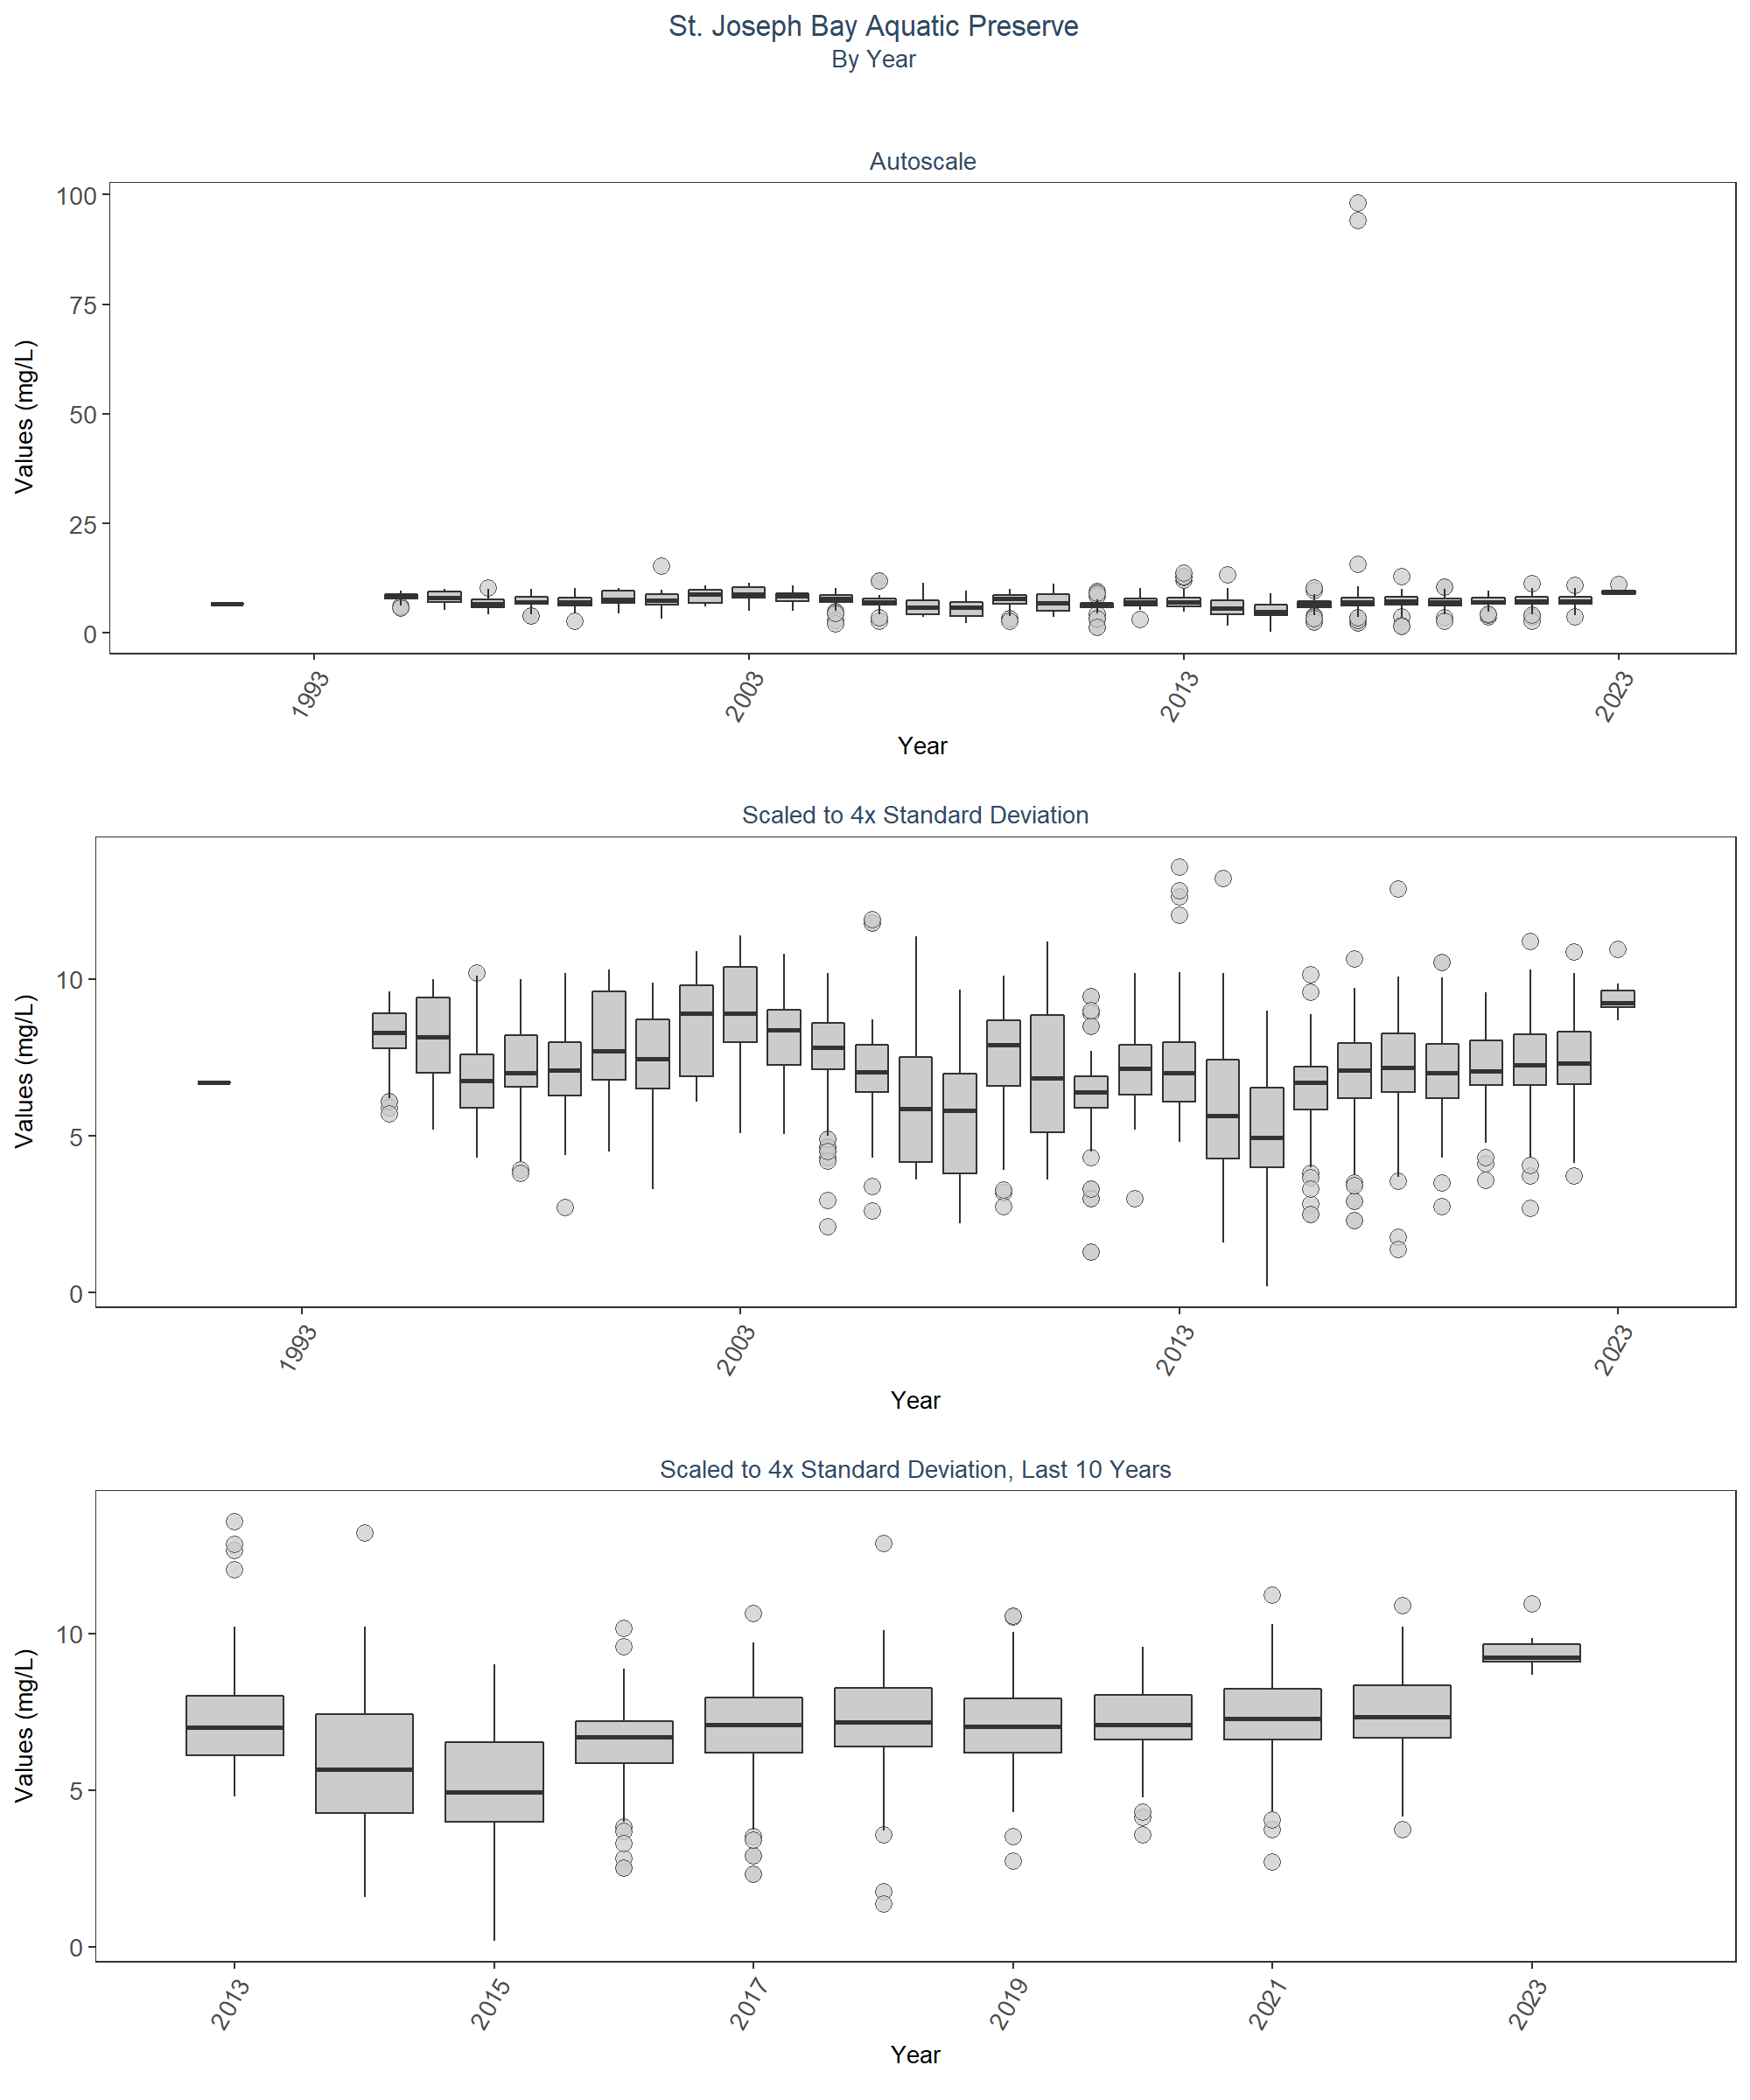 St. Joseph Bay Aquatic Preserve
By Year
Autoscale
Values (mg/L)
100
75
50
25
0
1993
2003
2013
2023
Year
Scaled to 4x Standard Deviation
Values (mg/L)
10
5
0
1993
2003
2013
2023
Year
Scaled to 4x Standard Deviation, Last 10 Years
Values (mg/L)
10
5
0
2013
2015
2017
2019
2021
2023
Year